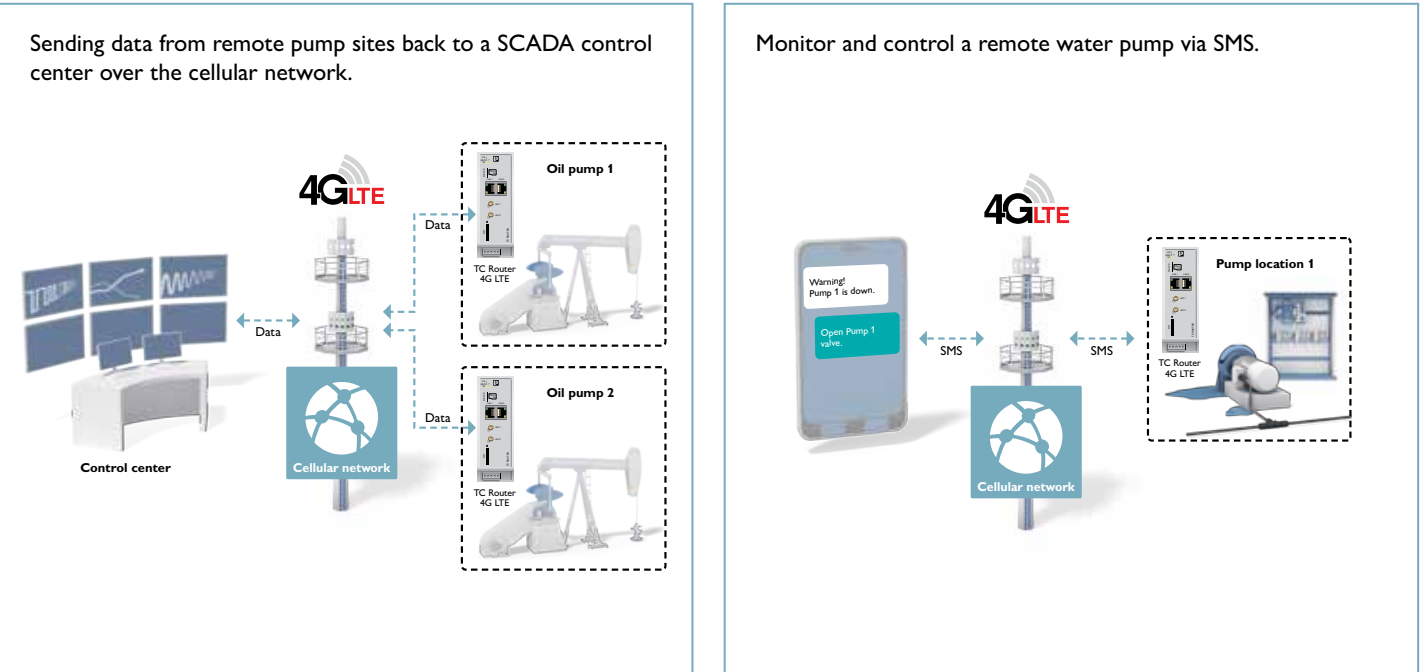 Sending data from remote pump sites back to a SCADA control
center over the cellular network.
4G LTE
Oil pump 1
Data
TC Router
4G LTE
Data
Oil pump 2
Data
TC Router
4G LTE
Cellular network
Control center
Monitor and control a remote water pump via SMS.
4G LTE
Warning!
Pump 1 is down.
Open Pump 1
valve.
SMS
SMS
Pump location 1
TC Router
4G LTE
Cellular network